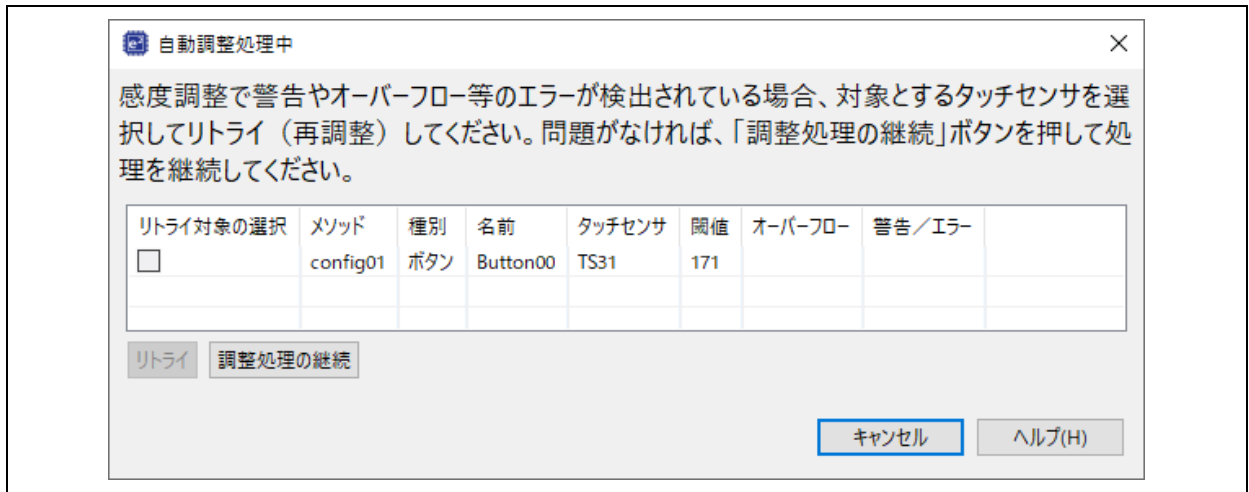 自動調整処理中
感度調整で警告やオーバーフロー等のエラーが検出されている場合、対象とするタッチセンサを選
択してリトライ（再調整）してください。問題がなければ、「調整処理の継続」ボタンを押して処
理を継続してください。
リトライ対象の選択 メソッド 種別 名前 タッチセンサ 閾値 オーバーフロー 警告／エラー
config01 ボタン Button00 TS31 171
リトライ 調整処理の継続
キャンセル ヘルプ(H)